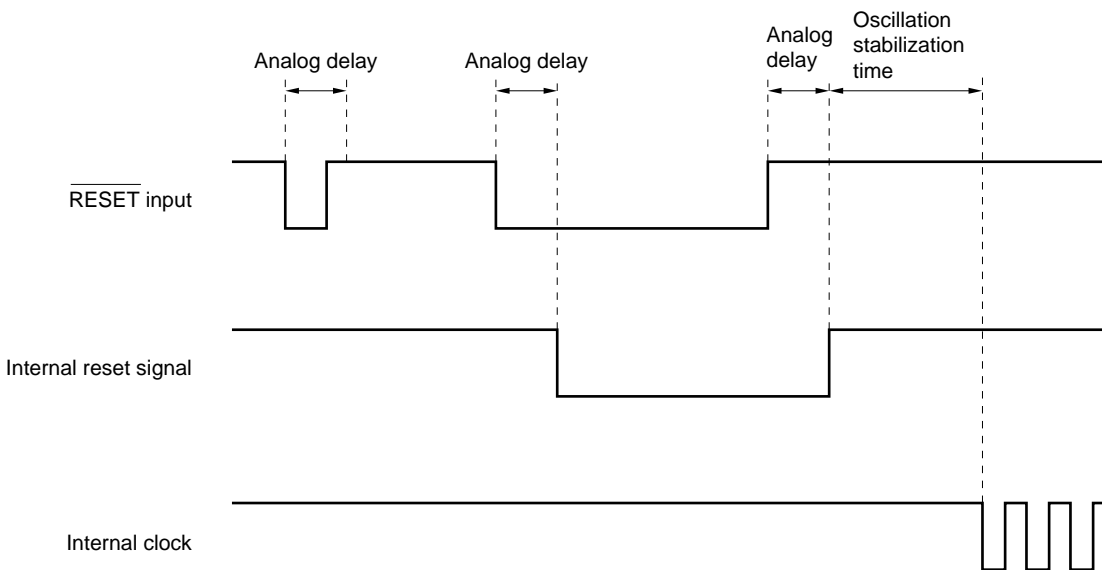 Analog delay
Analog delay
Analog
delay
Oscillation
stabilization
time
RESET input
Internal reset signal
Internal clock